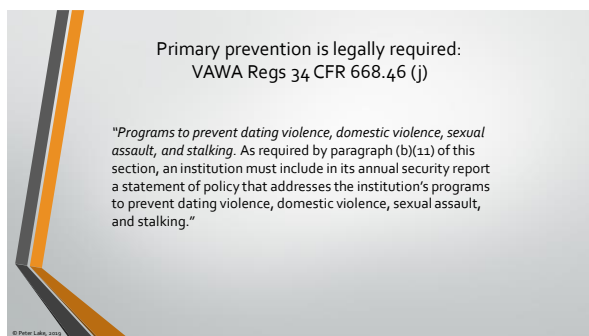 Primary prevention is legally required:
VAWA Regs 34 CFR 668.46 (j)
“Programs to prevent dating violence, domestic violence, sexual
assault, and stalking. As required by paragraph (b)(11) of this
section, an institution must include in its annual security report
a statement of policy that addresses the institution’s programs
to prevent dating violence, domestic violence, sexual assault,
and stalking.”
© Peter Lake, 2019